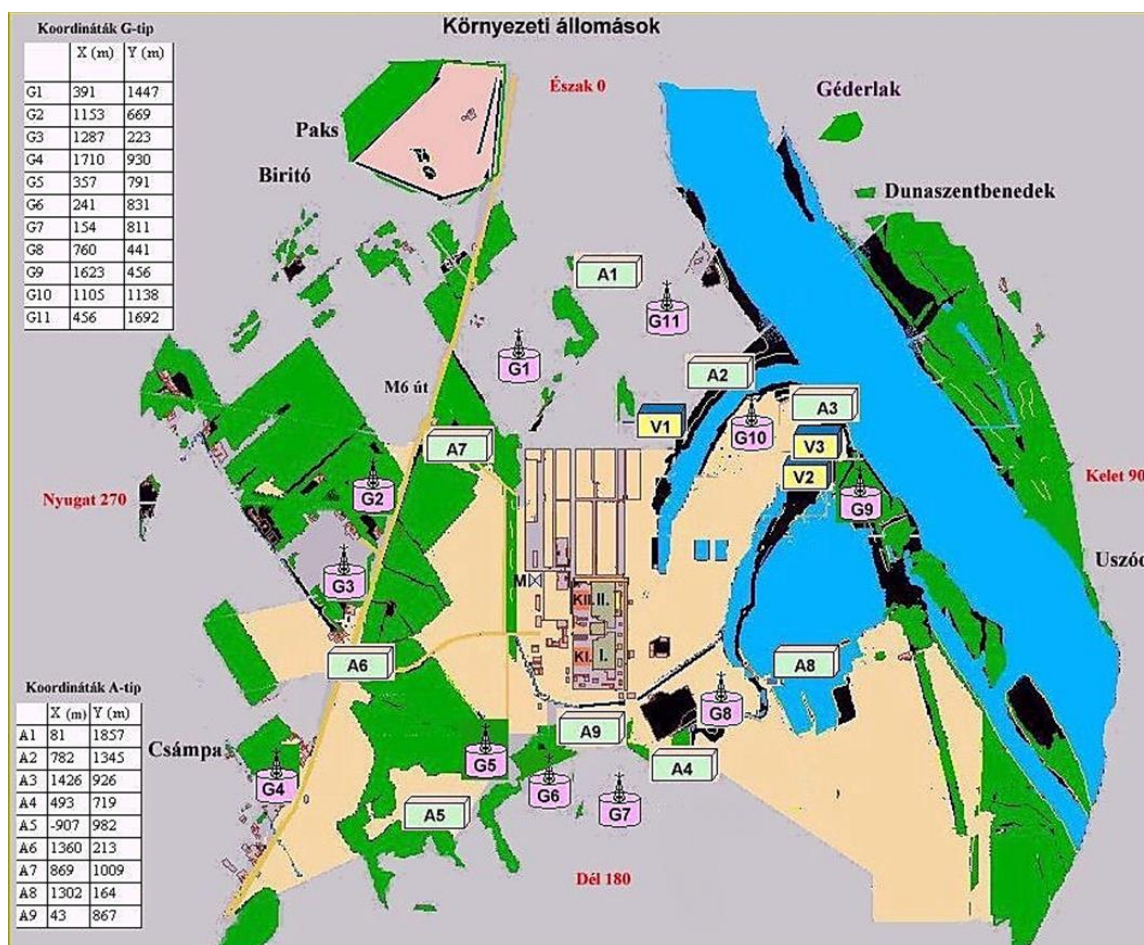 Környezeti állomások
Koordináták G-tip
X (m) Y (m)
G1 391 1447
G2 1153 669
G3 1287 223
G4 1710 930
G5 357 791
G6 241 831
G7 154 811
G8 760 441
G9 1623 456
G10 1105 1138
G11 456 1692
Észak 0
Géderlak
Paks
Biritó
Dunaszentbenedek
A1
G11
G1
M6 út
A2
A3
V1
G10
V3
A7
V2
Kelet 90
Nyugat 270
G2
G9
Uszód
G3
M
KII. II.
KI. I.
A6
A8
G8
Koordináták A-tip
X (m) Y (m)
A1 81 1857
A2 782 1345
A3 1426 926
A4 493 719
A5 -907 982
A6 1360 213
A7 869 1009
A8 1302 164
A9 43 867
A9
Csámpa
G5
A4
G4
G6
G7
A5
Dél 180